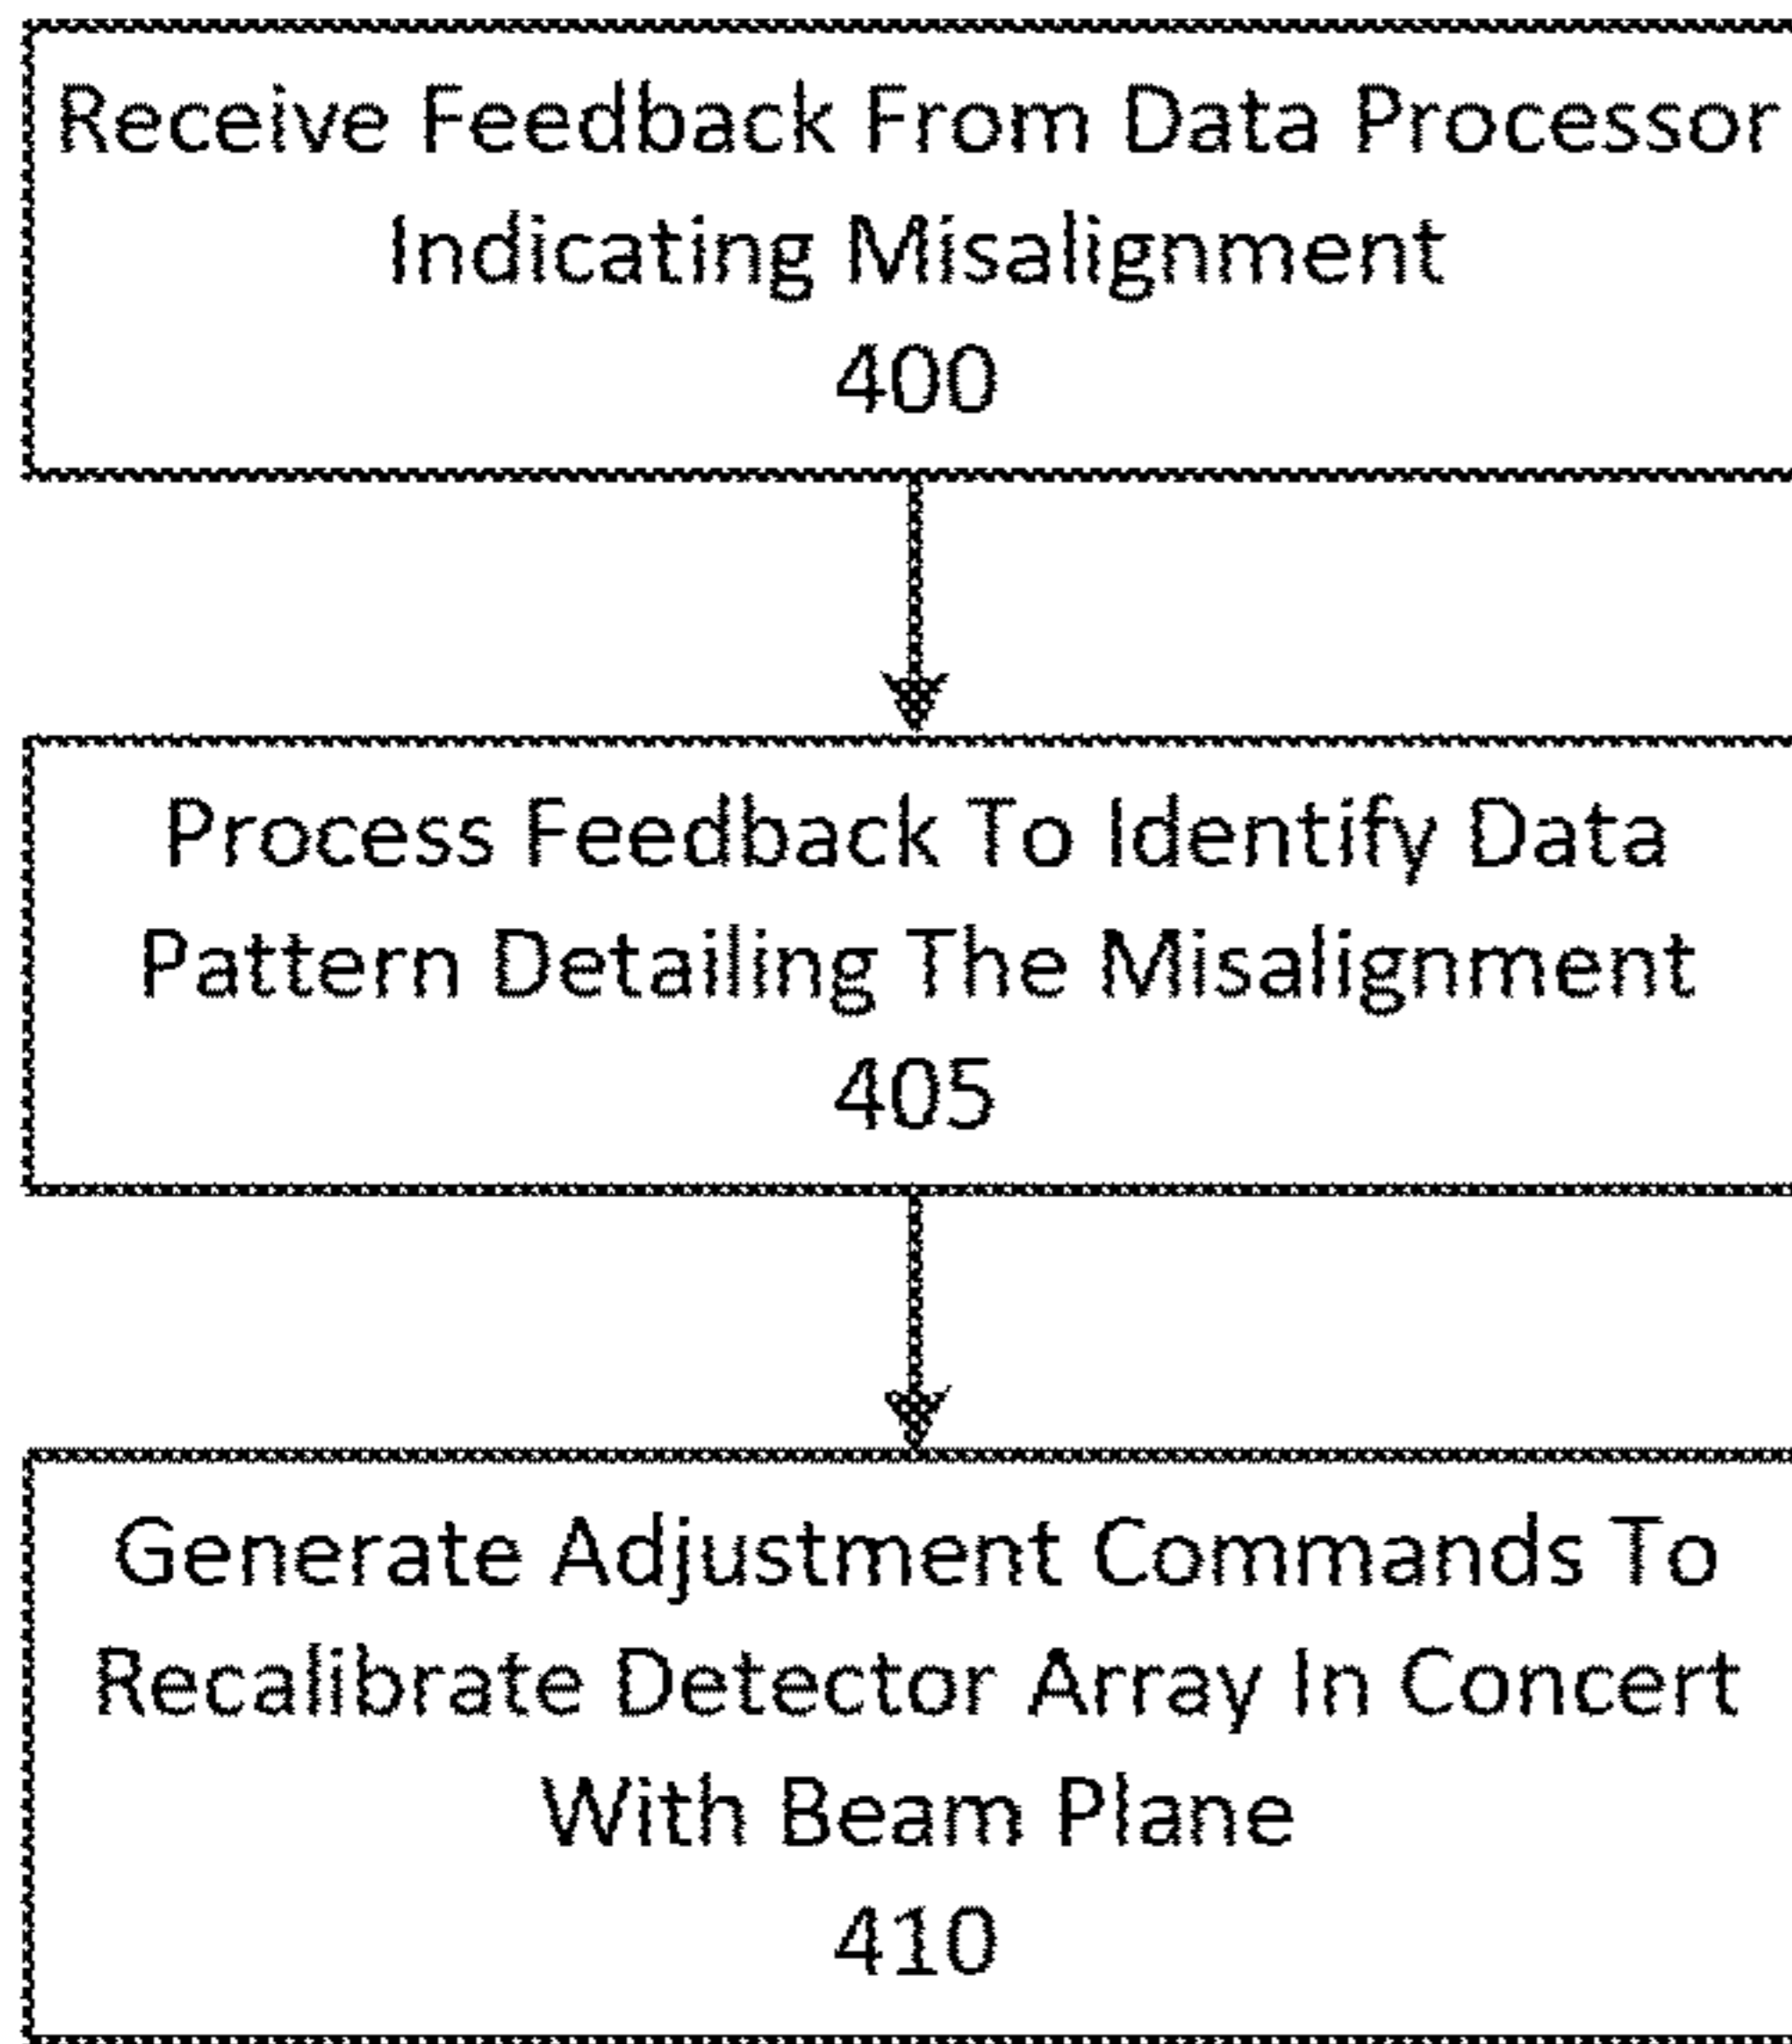 Receive Feedback From Data Processor
Indicating Misalignment
400
Process Feedback To Identify Data
Pattern Detailing The Misalignment
405
Generate Adjustment Commands To
Recalibrate Detector Array In Concert
With Beam Plane
410